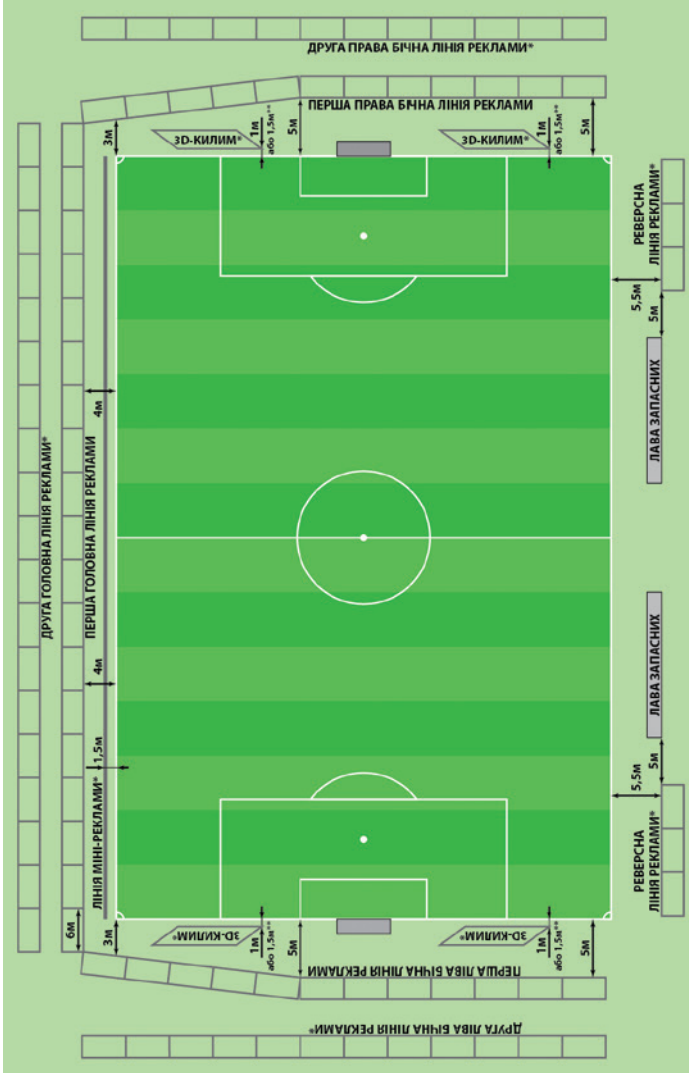 ДРУГА ПРАВА БІЧНА ЛІНІЯ РЕКЛАМИ*
ПЕРША ПРАВА БІЧНА ЛІНІЯ РЕКЛАМИ
3М
3D-КИЛИМ*
1М
або 1,5м**
5М
3D-КИЛИМ*
1М
або 1,5м**
5М
ДРУГА ГОЛОВНА ЛІНІЯ РЕКЛАМИ*
ПЕРША ГОЛОВНА ЛІНІЯ РЕКЛАМИ
4М
4М
1,5М
ЛІНІЯ МІНІ-РЕКЛАМИ*
6М
РЕВЕРСНА
ЛІНІЯ РЕКЛАМИ*
5,5М
5М
ЛАВА ЗАПАСНИХ
ЛАВА ЗАПАСНИХ
5М
5,5М
РЕВЕРСНА
ЛІНІЯ РЕКЛАМИ*
3М
3D-КИЛИМ*
1М
або 1,5м**
5М
3D-КИЛИМ*
1М
або 1,5м**
5М
ПЕРША ЛІВА БІЧНА ЛІНІЯ РЕКЛАМИ
ДРУГА ЛІВА БІЧНА ЛІНІЯ РЕКЛАМИ*